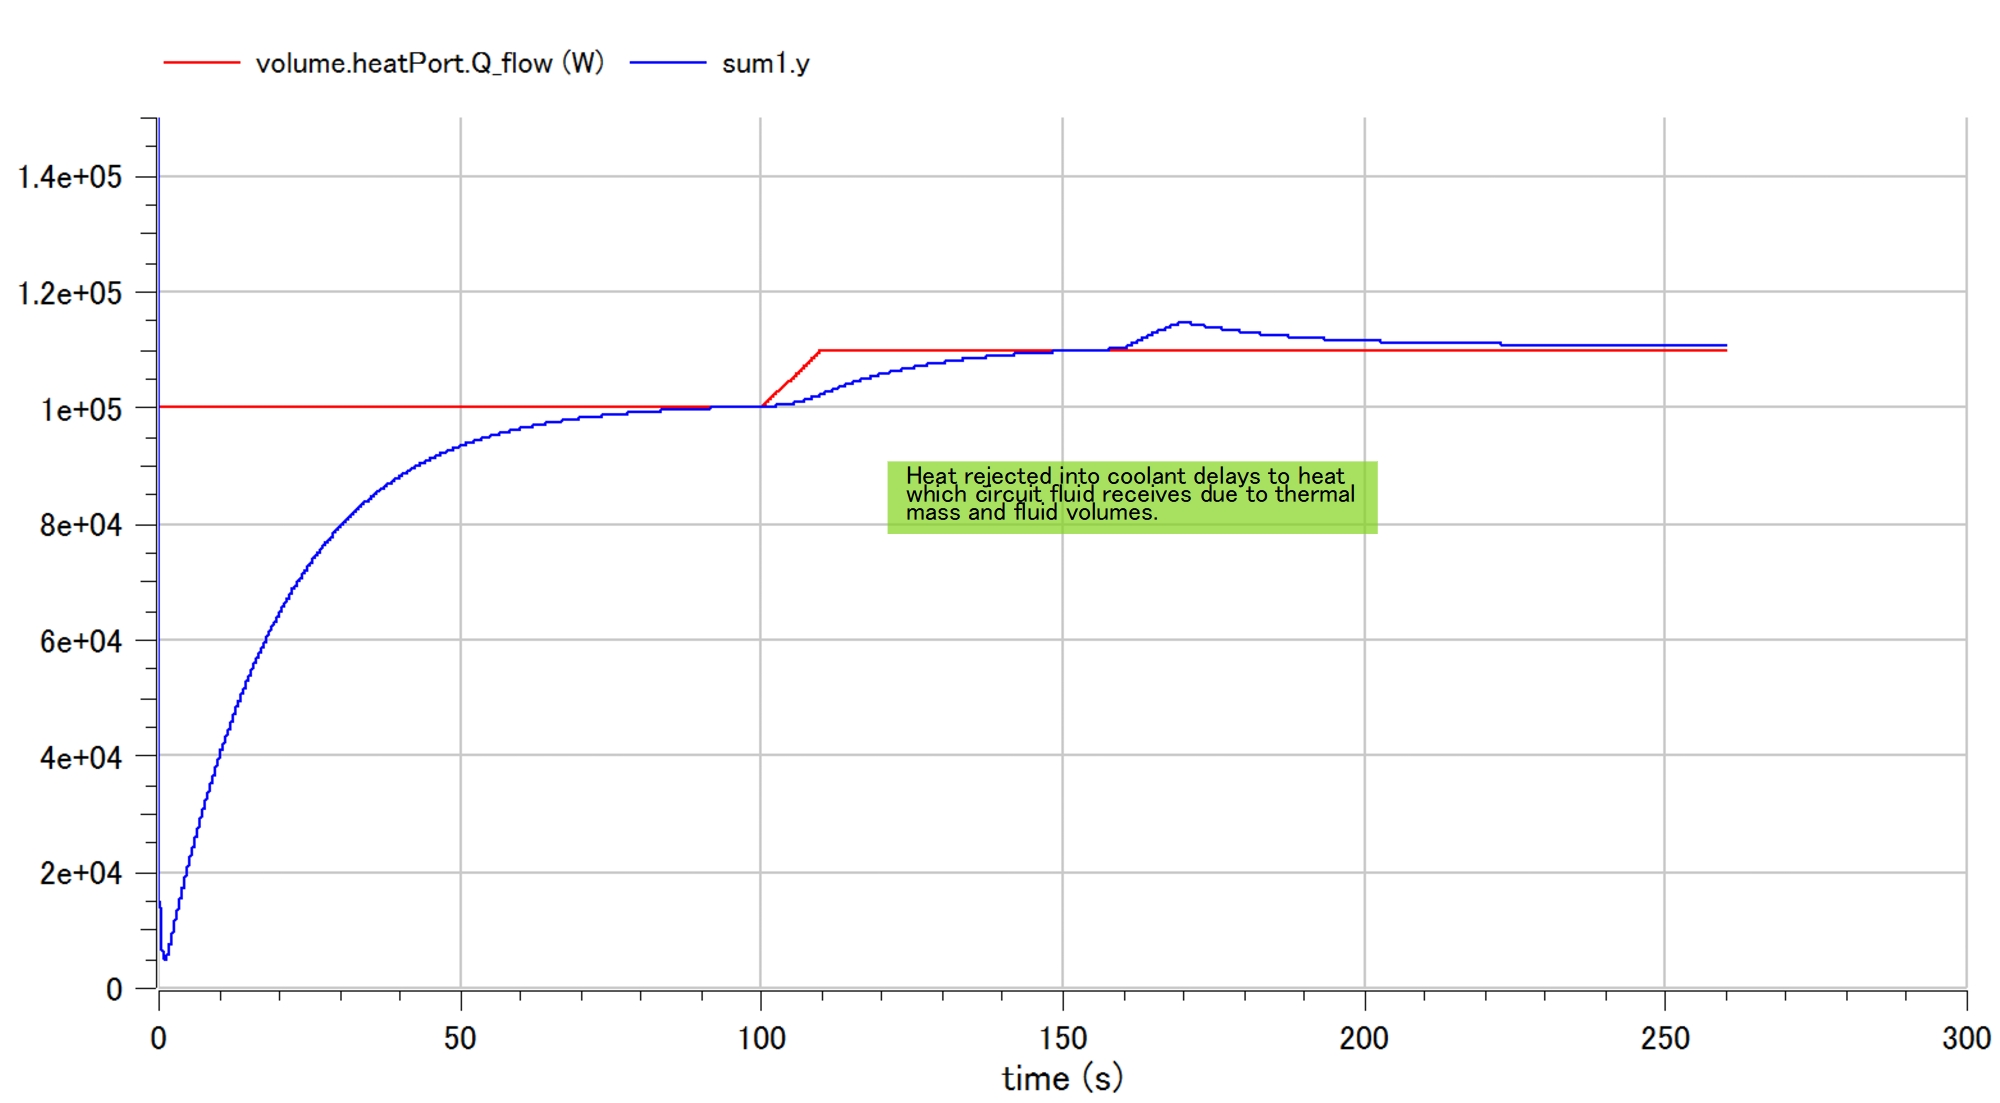 volume.heatPort.Q_flow (W) sum1.y
1.4e+05
1.2e+05
1e+05
8e+04
6e+04
4e+04
2e+04
0
Heat rejected into coolant delays to heat
which circuit fluid receives due to thermal
mass and fluid volumes.
0 50 100 150 200 250 300
time (s)